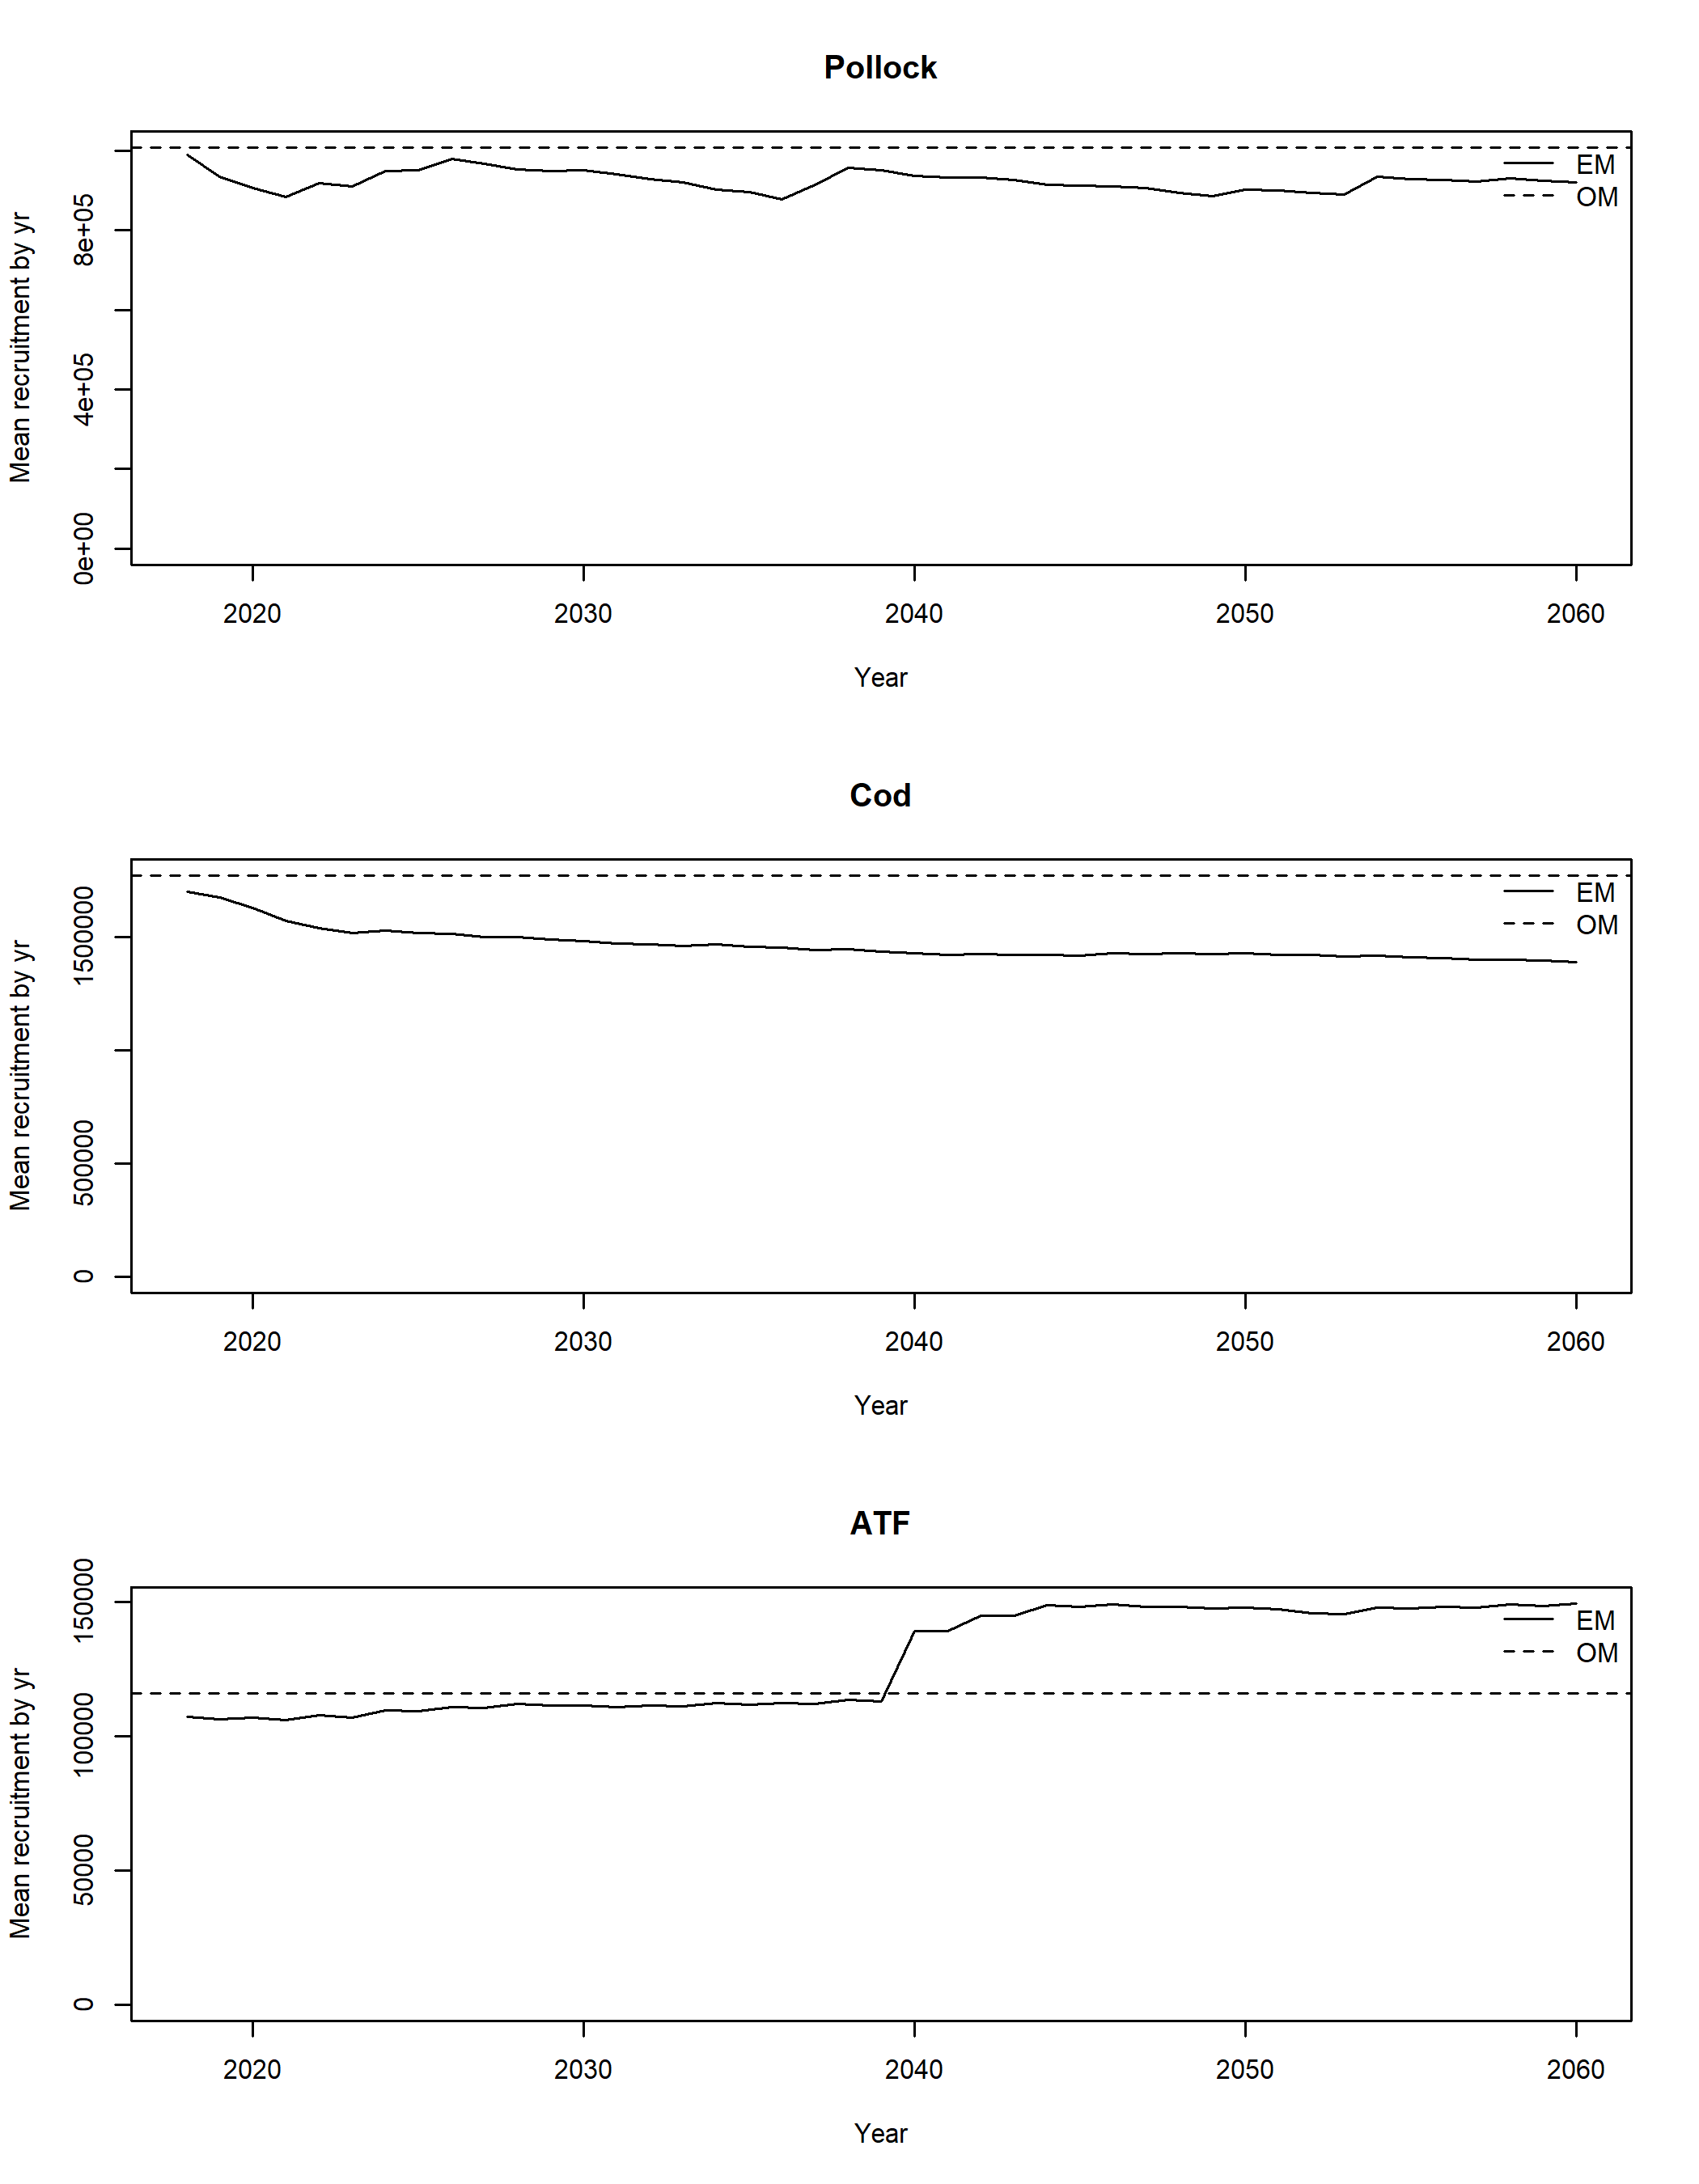 Pollock
Mean recruitment by yr
8e+05
4e+05
0e+00
EM
OM
2020 2030 2040 2050 2060
Year
Cod
Mean recruitment by yr
1500000
500000
0
EM
OM
2020 2030 2040 2050 2060
Year
ATF
Mean recruitment by yr
150000
100000
50000
0
EM
OM
2020 2030 2040 2050 2060
Year